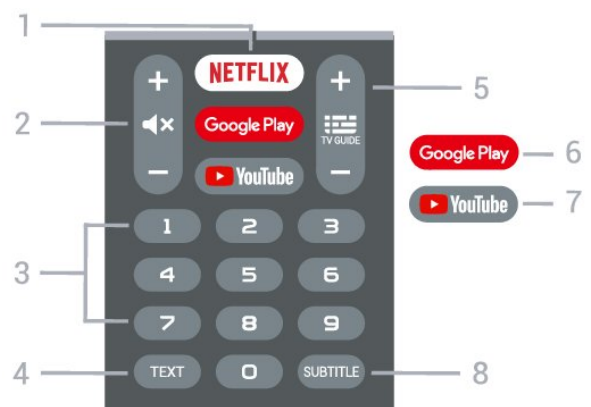 1
NETFLIX
+ +
5
2
Google Play
TV GUIDE
Google Play
6
YouTube
− −
YouTube
7
1 2 3
3
4 5 6
7 8 9
4
TEXT 0 SUBTITLE
8